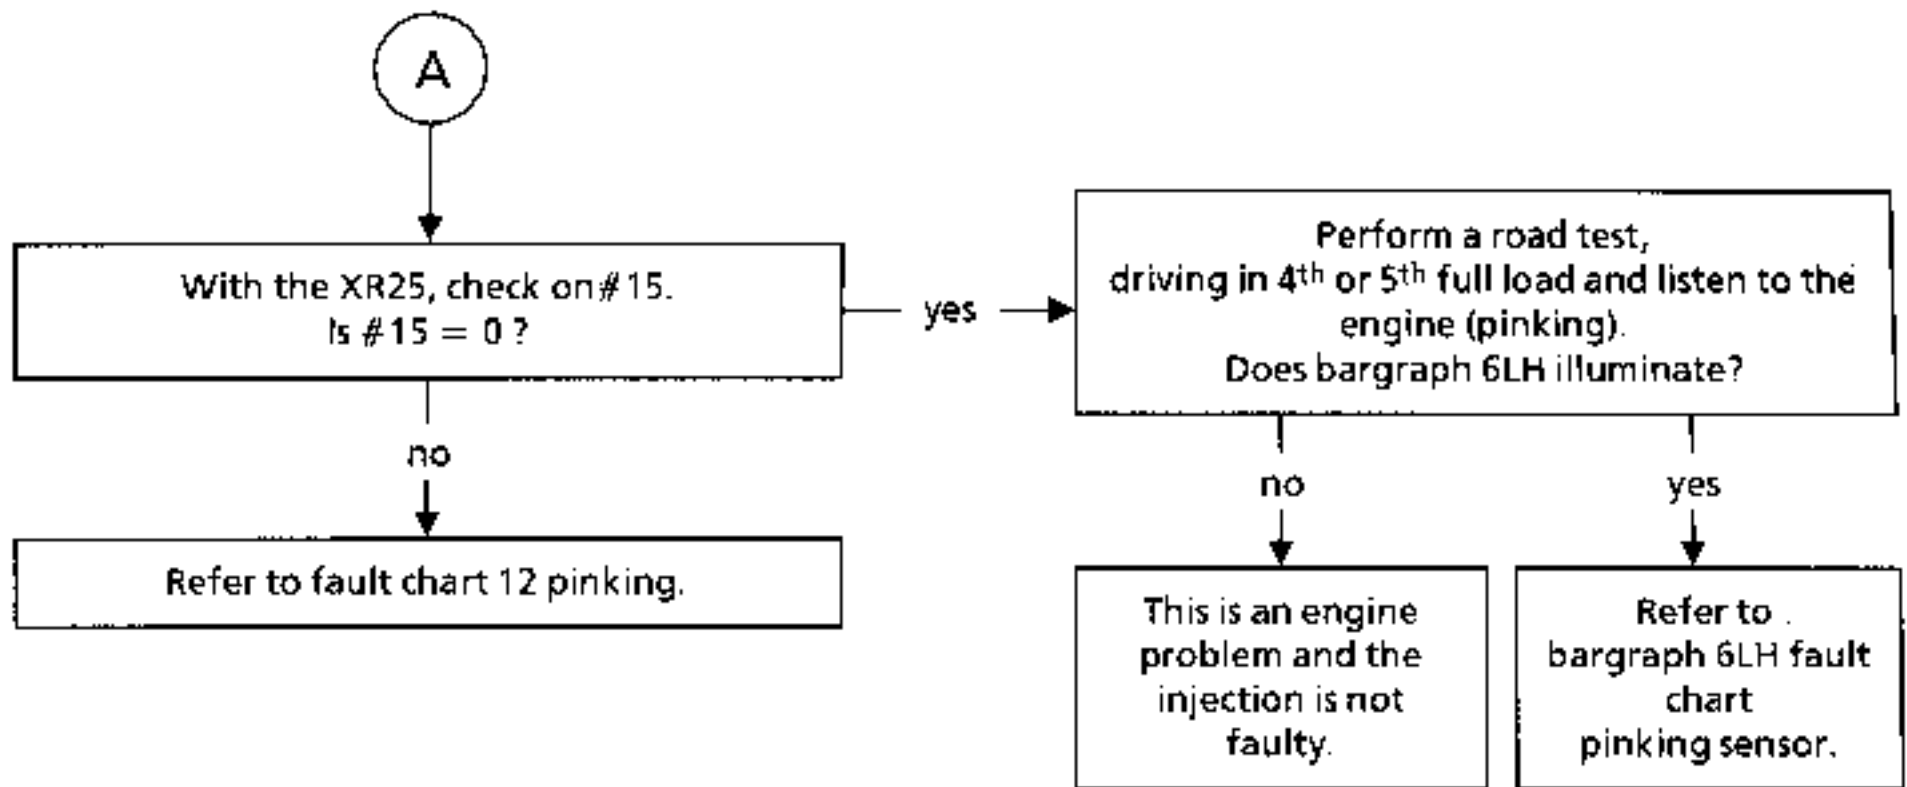 A
With the XR25, check on #15.
Is #15 = 0 ?
yes
Perform a road test,
driving in 4th or 5th full load and listen to the
engine (pinking).
Does bargraph 6LH illuminate?
no
Refer to fault chart 12 pinking.
no
yes
This is an engine
problem and the
injection is not
faulty.
Refer to .
bargraph 6LH fault
chart
pinking sensor.